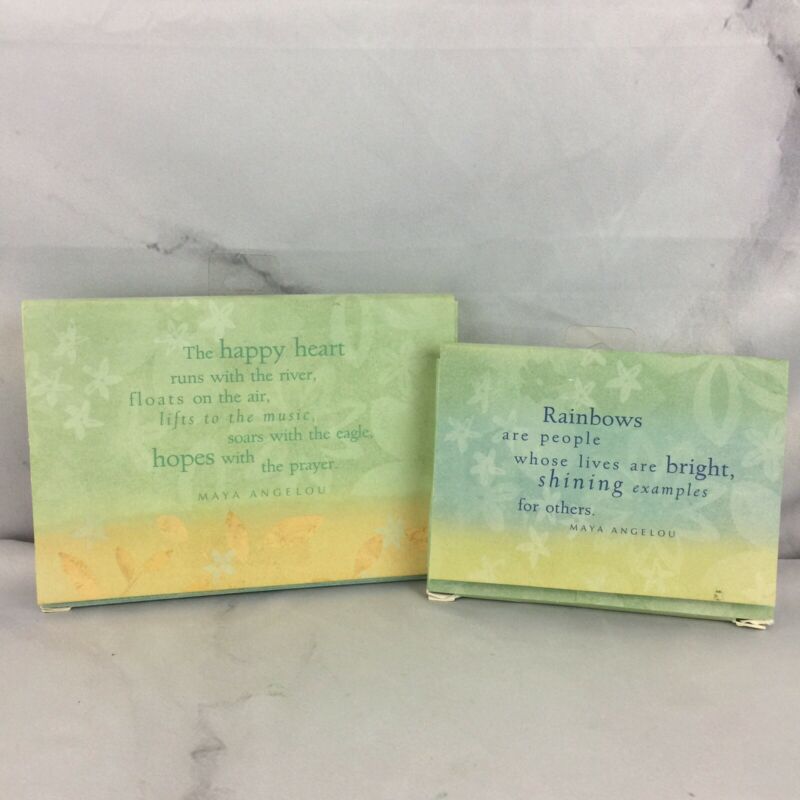 The happy heart
runs with the river,
floats on the air,
lifts to the music,
soars with the eagle,
hopes with the prayer.
MAYA ANGELOU
Rainbows
are people
whose lives are bright,
shining examples
for others.
MAYA ANGELOU